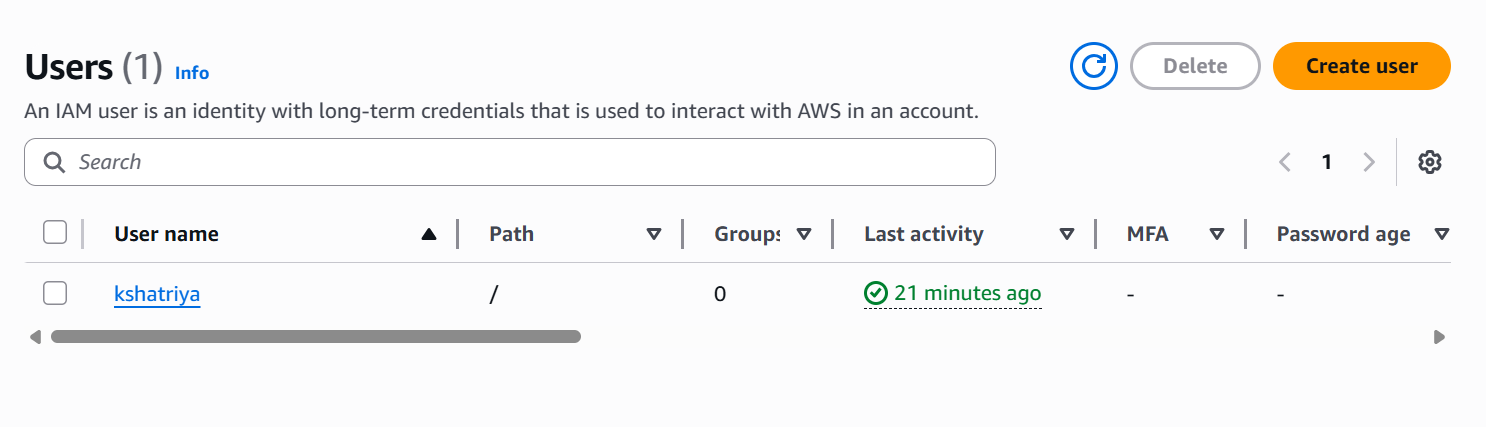 Users (1) Info
Delete
Create user
An IAM user is an identity with long-term credentials that is used to interact with AWS in an account.
Search
1
User name Path Groups Last activity MFA Password age
kshatriya / 0 21 minutes ago - -